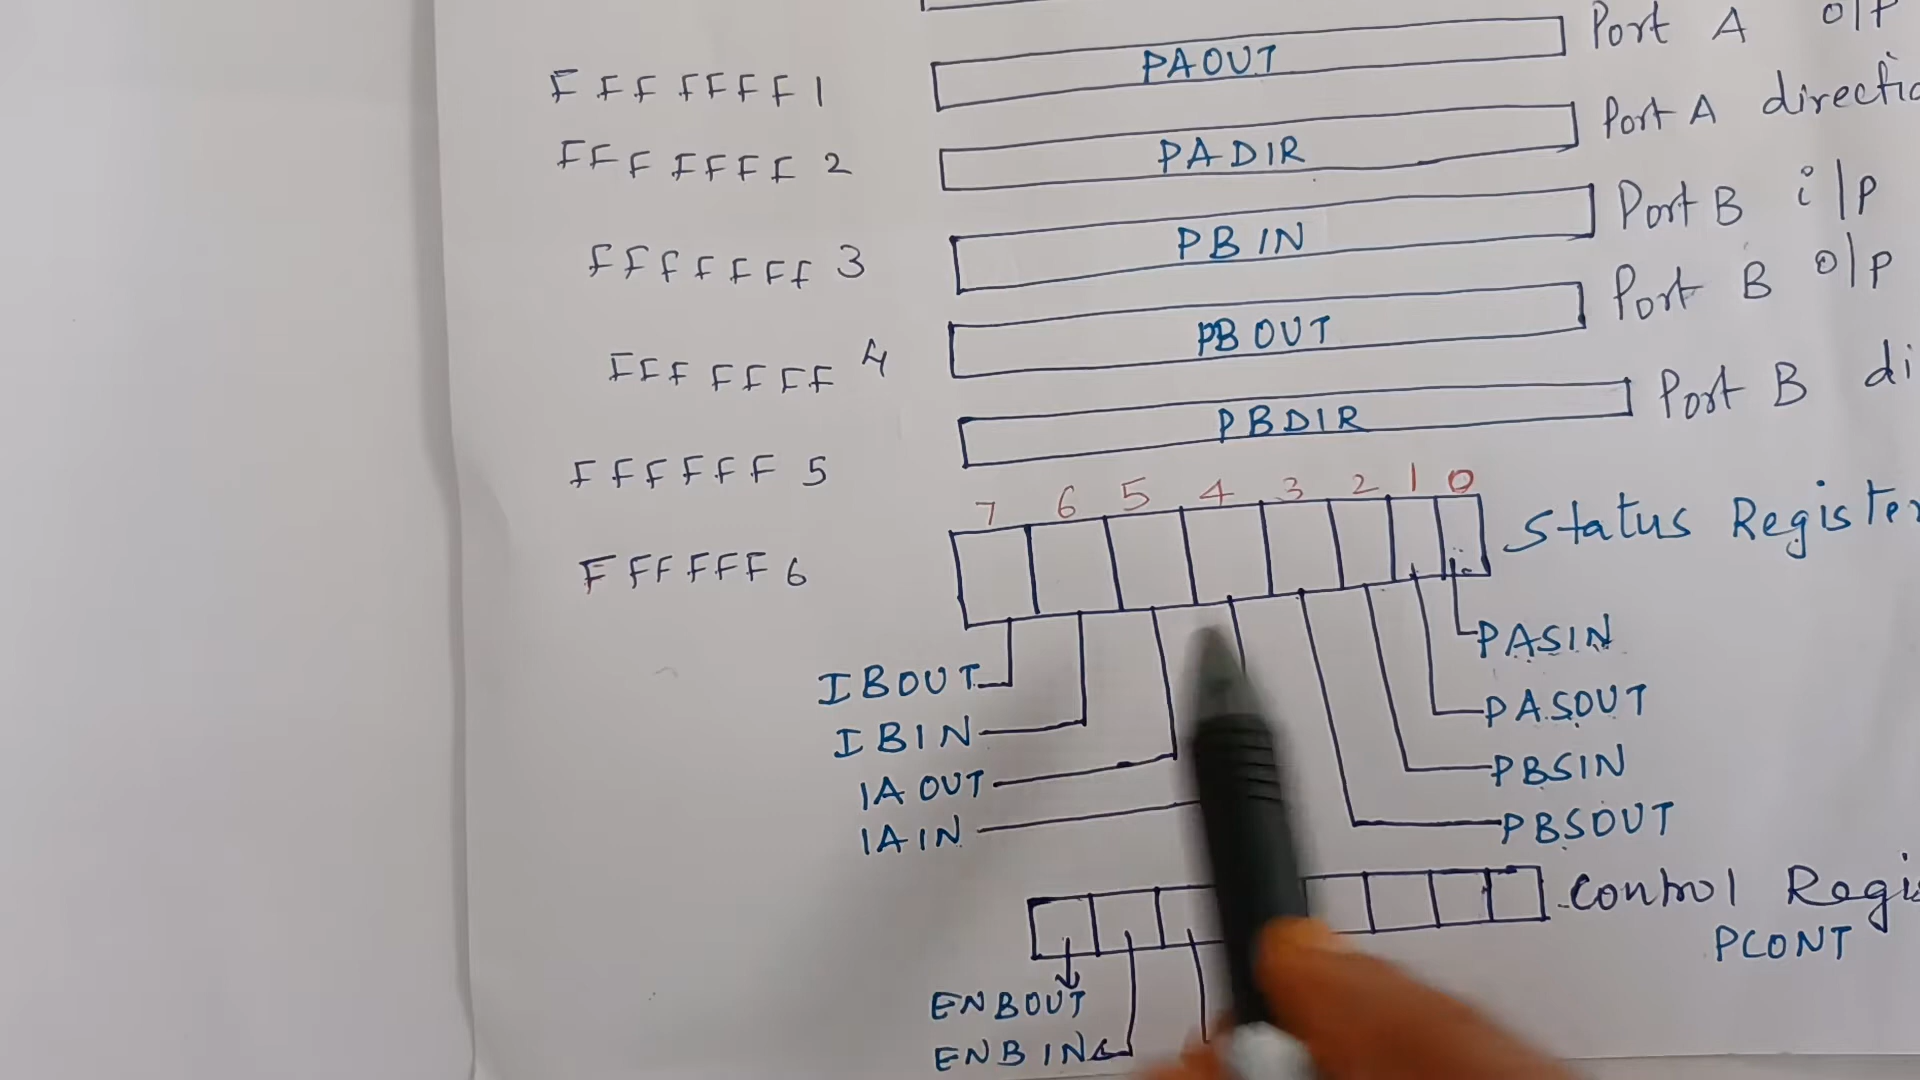 FFFFFFF1 PAOUT Port A o/p
FFFFFFF2 PADIR Port A directio
FFFFFFF3 PBIN Port B i/p
FFFFFFF4 PBOUT Port B o/p
FFFFFF5 PBDIR Port B di
7 6 5 4 3 2 1 0
FFFFFF6 Status Register
IBOUT PASIN
IBIN PASOUT
IAOUT PBSIN
IAIN PBSOUT
Control Regis
PCONT
ENBOUT
ENBIN